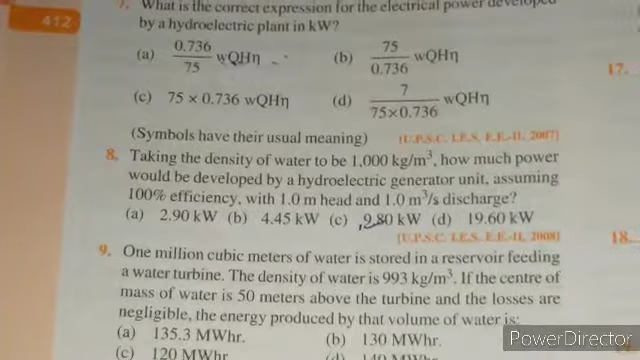 412
7. What is the correct expression for the electrical power developed
by a hydroelectric plant in kW?
(a) 0.736/75 wQHη (b) 75/0.736 wQHη
(c) 75 × 0.736 wQHη (d) 7/75×0.736 wQHη
(Symbols have their usual meaning) [U.P.S.C. I.E.S. E.E.-II, 2007]
8. Taking the density of water to be 1,000 kg/m³, how much power
would be developed by a hydroelectric generator unit, assuming
100% efficiency, with 1.0 m head and 1.0 m³/s discharge?
(a) 2.90 kW (b) 4.45 kW (c) 9.80 kW (d) 19.60 kW
[U.P.S.C. I.E.S. E.E.-II, 2008]
9. One million cubic meters of water is stored in a reservoir feeding
a water turbine. The density of water is 993 kg/m³. If the centre of
mass of water is 50 meters above the turbine and the losses are
negligible, the energy produced by that volume of water is:
(a) 135.3 MWhr. (b) 130 MWhr.
(c) 120 MWhr (d) 140 MWhr
17.
18.
PowerDirector